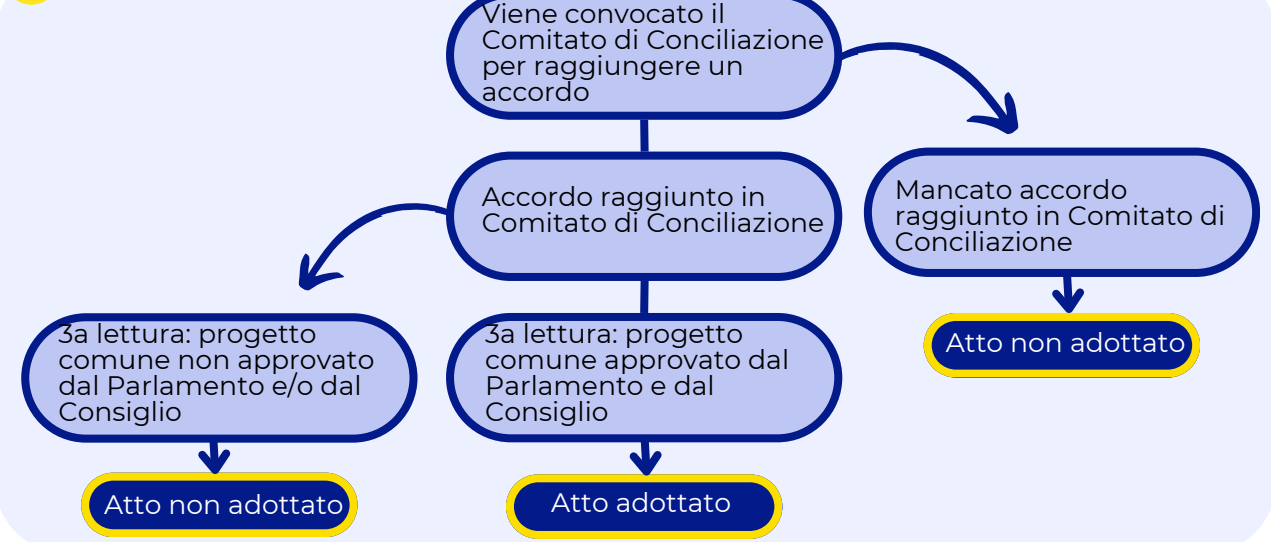 Viene convocato il
Comitato di Conciliazione
per raggiungere un
accordo
Accordo raggiunto in
Comitato di Conciliazione
Mancato accordo
raggiunto in Comitato di
Conciliazione
Atto non adottato
3a lettura: progetto
comune non approvato
dal Parlamento e/o dal
Consiglio
3a lettura: progetto
comune approvato dal
Parlamento e dal
Consiglio
Atto non adottato
Atto adottato